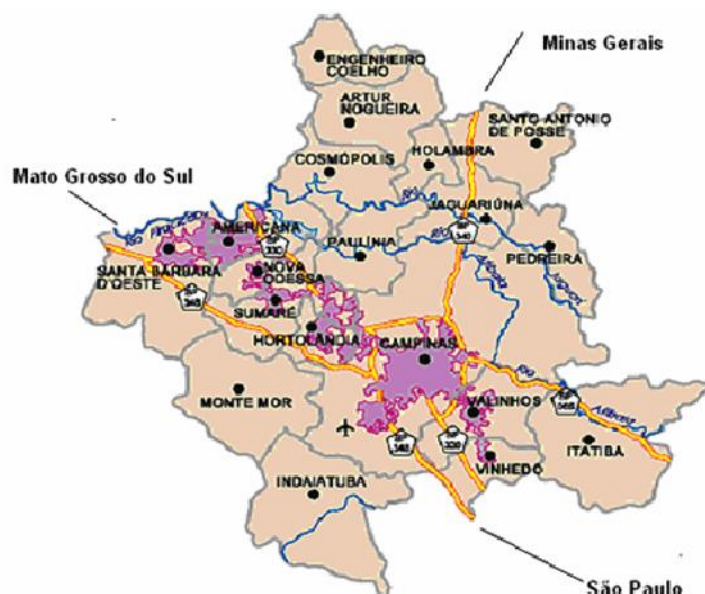 Minas Gerais
ENGENHEIRO
COELHO
ARTUR
NOGUEIRA
SANTO ANTONIO
DE POSSE
HOLAMBRA
COSMÓPOLIS
Mato Grosso do Sul
JAGUARIÚNA
AMERICANA
PAULÍNIA
PEDREIRA
NOVA
ODESSA
SANTA BÁRBARA
D'OESTE
SUMARÉ
HORTOLANDIA
CAMPINAS
MONTE MOR
VALINHOS
ITATIBA
VINHEDO
INDAIATUBA
São Paulo